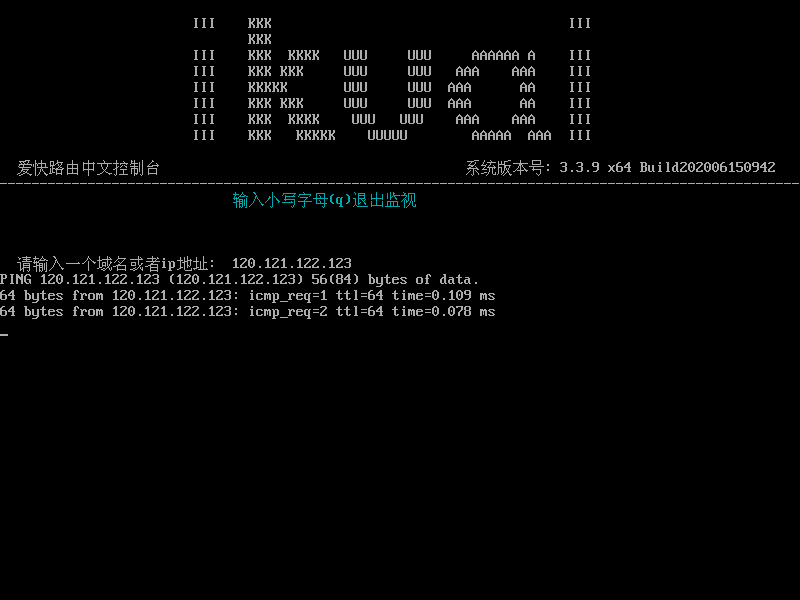 III    KKK                                     III
       KKK
III    KKK  KKKK   UUU     UUU     AAAAAA A    III
III    KKK KKK     UUU     UUU   AAA    AAA    III
III    KKKKK       UUU     UUU  AAA      AA    III
III    KKK KKK     UUU     UUU  AAA      AA    III
III    KKK  KKKK    UUU   UUU    AAA    AAA    III
III    KKK   KKKKK    UUUUU        AAAAA  AAA  III
爱快路由中文控制台 系统版本号: 3.3.9 x64 Build202006150942
输入小写字母(q)退出监视
请输入一个域名或者ip地址: 120.121.122.123
PING 120.121.122.123 (120.121.122.123) 56(84) bytes of data.
64 bytes from 120.121.122.123: icmp_req=1 ttl=64 time=0.109 ms
64 bytes from 120.121.122.123: icmp_req=2 ttl=64 time=0.078 ms